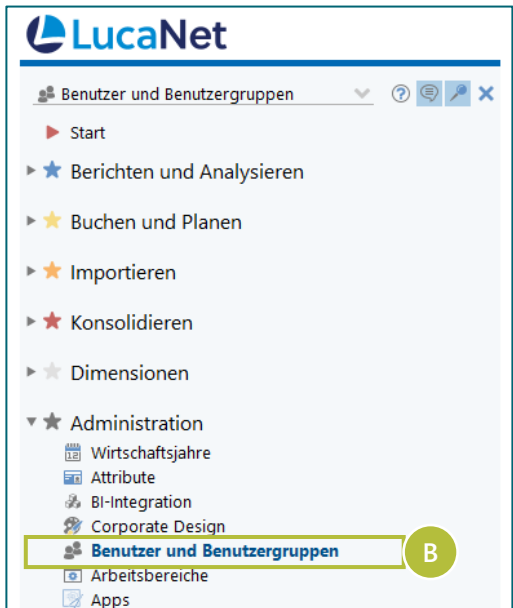 LucaNet
Benutzer und Benutzergruppen
Start
Berichten und Analysieren
Buchen und Planen
Importieren
Konsolidieren
Dimensionen
Administration
Wirtschaftsjahre
Attribute
BI-Integration
Corporate Design
Benutzer und Benutzergruppen B
Arbeitsbereiche
Apps